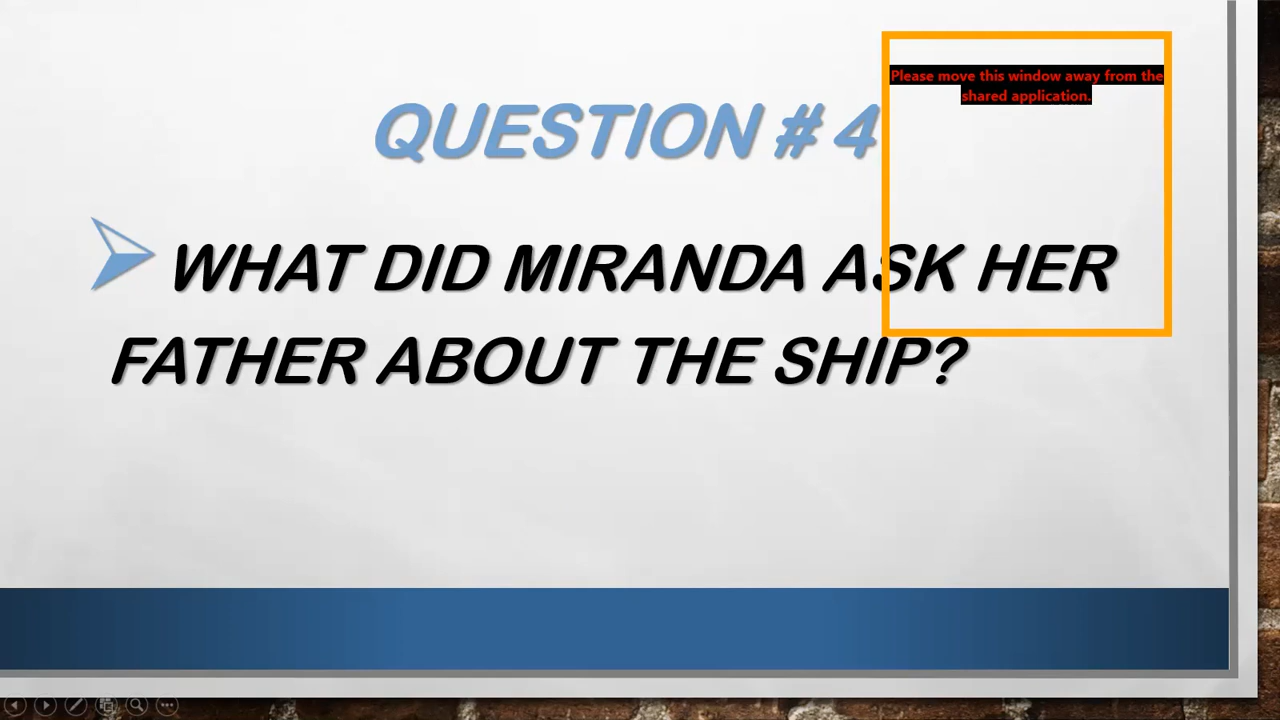 Please move this window away from the
shared application.
QUESTION # 4
WHAT DID MIRANDA ASK HER
FATHER ABOUT THE SHIP?